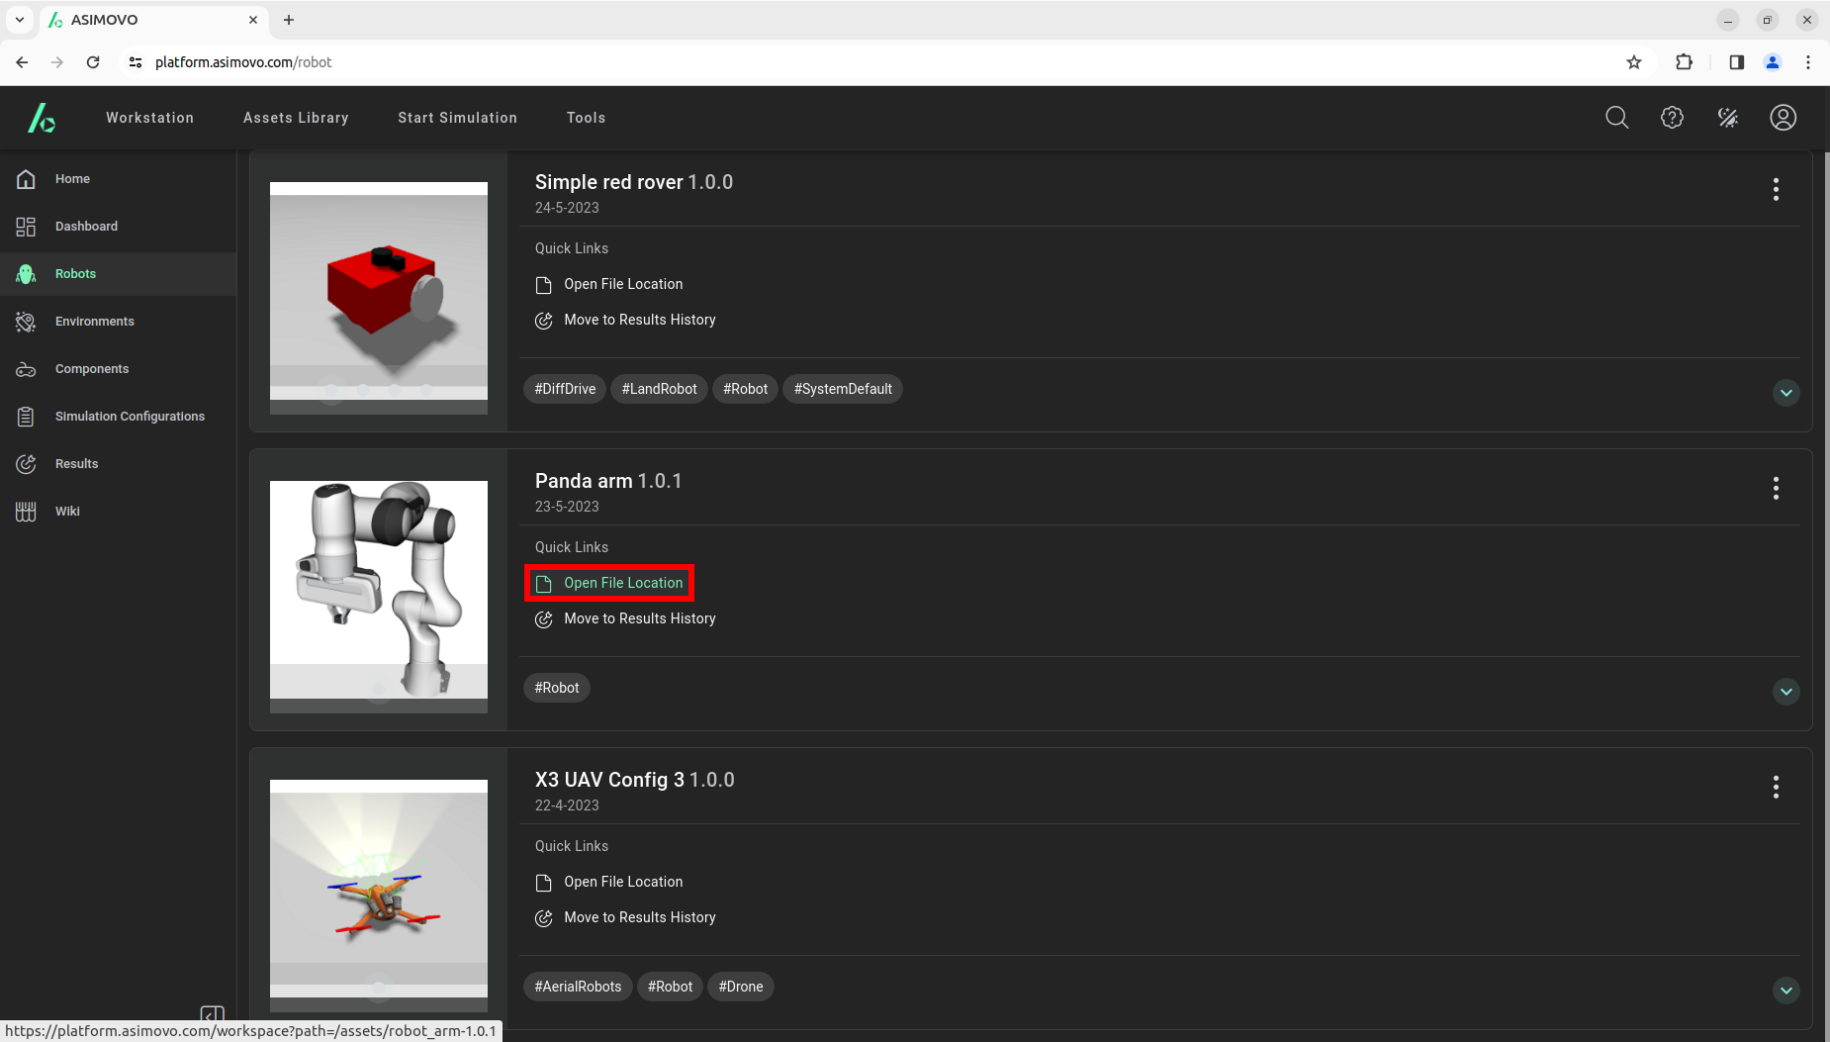 ASIMOVO
platform.asimovo.com/robot
Workstation
Assets Library
Start Simulation
Tools
Home
Dashboard
Robots
Environments
Components
Simulation Configurations
Results
Wiki
Simple red rover 1.0.0
24-5-2023
Quick Links
Open File Location
Move to Results History
#DiffDrive #LandRobot #Robot #SystemDefault
Panda arm 1.0.1
23-5-2023
Quick Links
Open File Location
Move to Results History
#Robot
X3 UAV Config 3 1.0.0
22-4-2023
Quick Links
Open File Location
Move to Results History
#AerialRobots #Robot #Drone
https://platform.asimovo.com/workspace?path=/assets/robot_arm-1.0.1